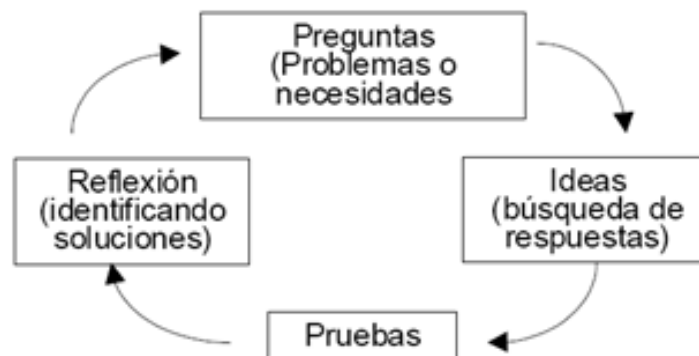 Preguntas
(Problemas o
necesidades
Ideas
(búsqueda de
respuestas)
Pruebas
Reflexión
(identificando
soluciones)